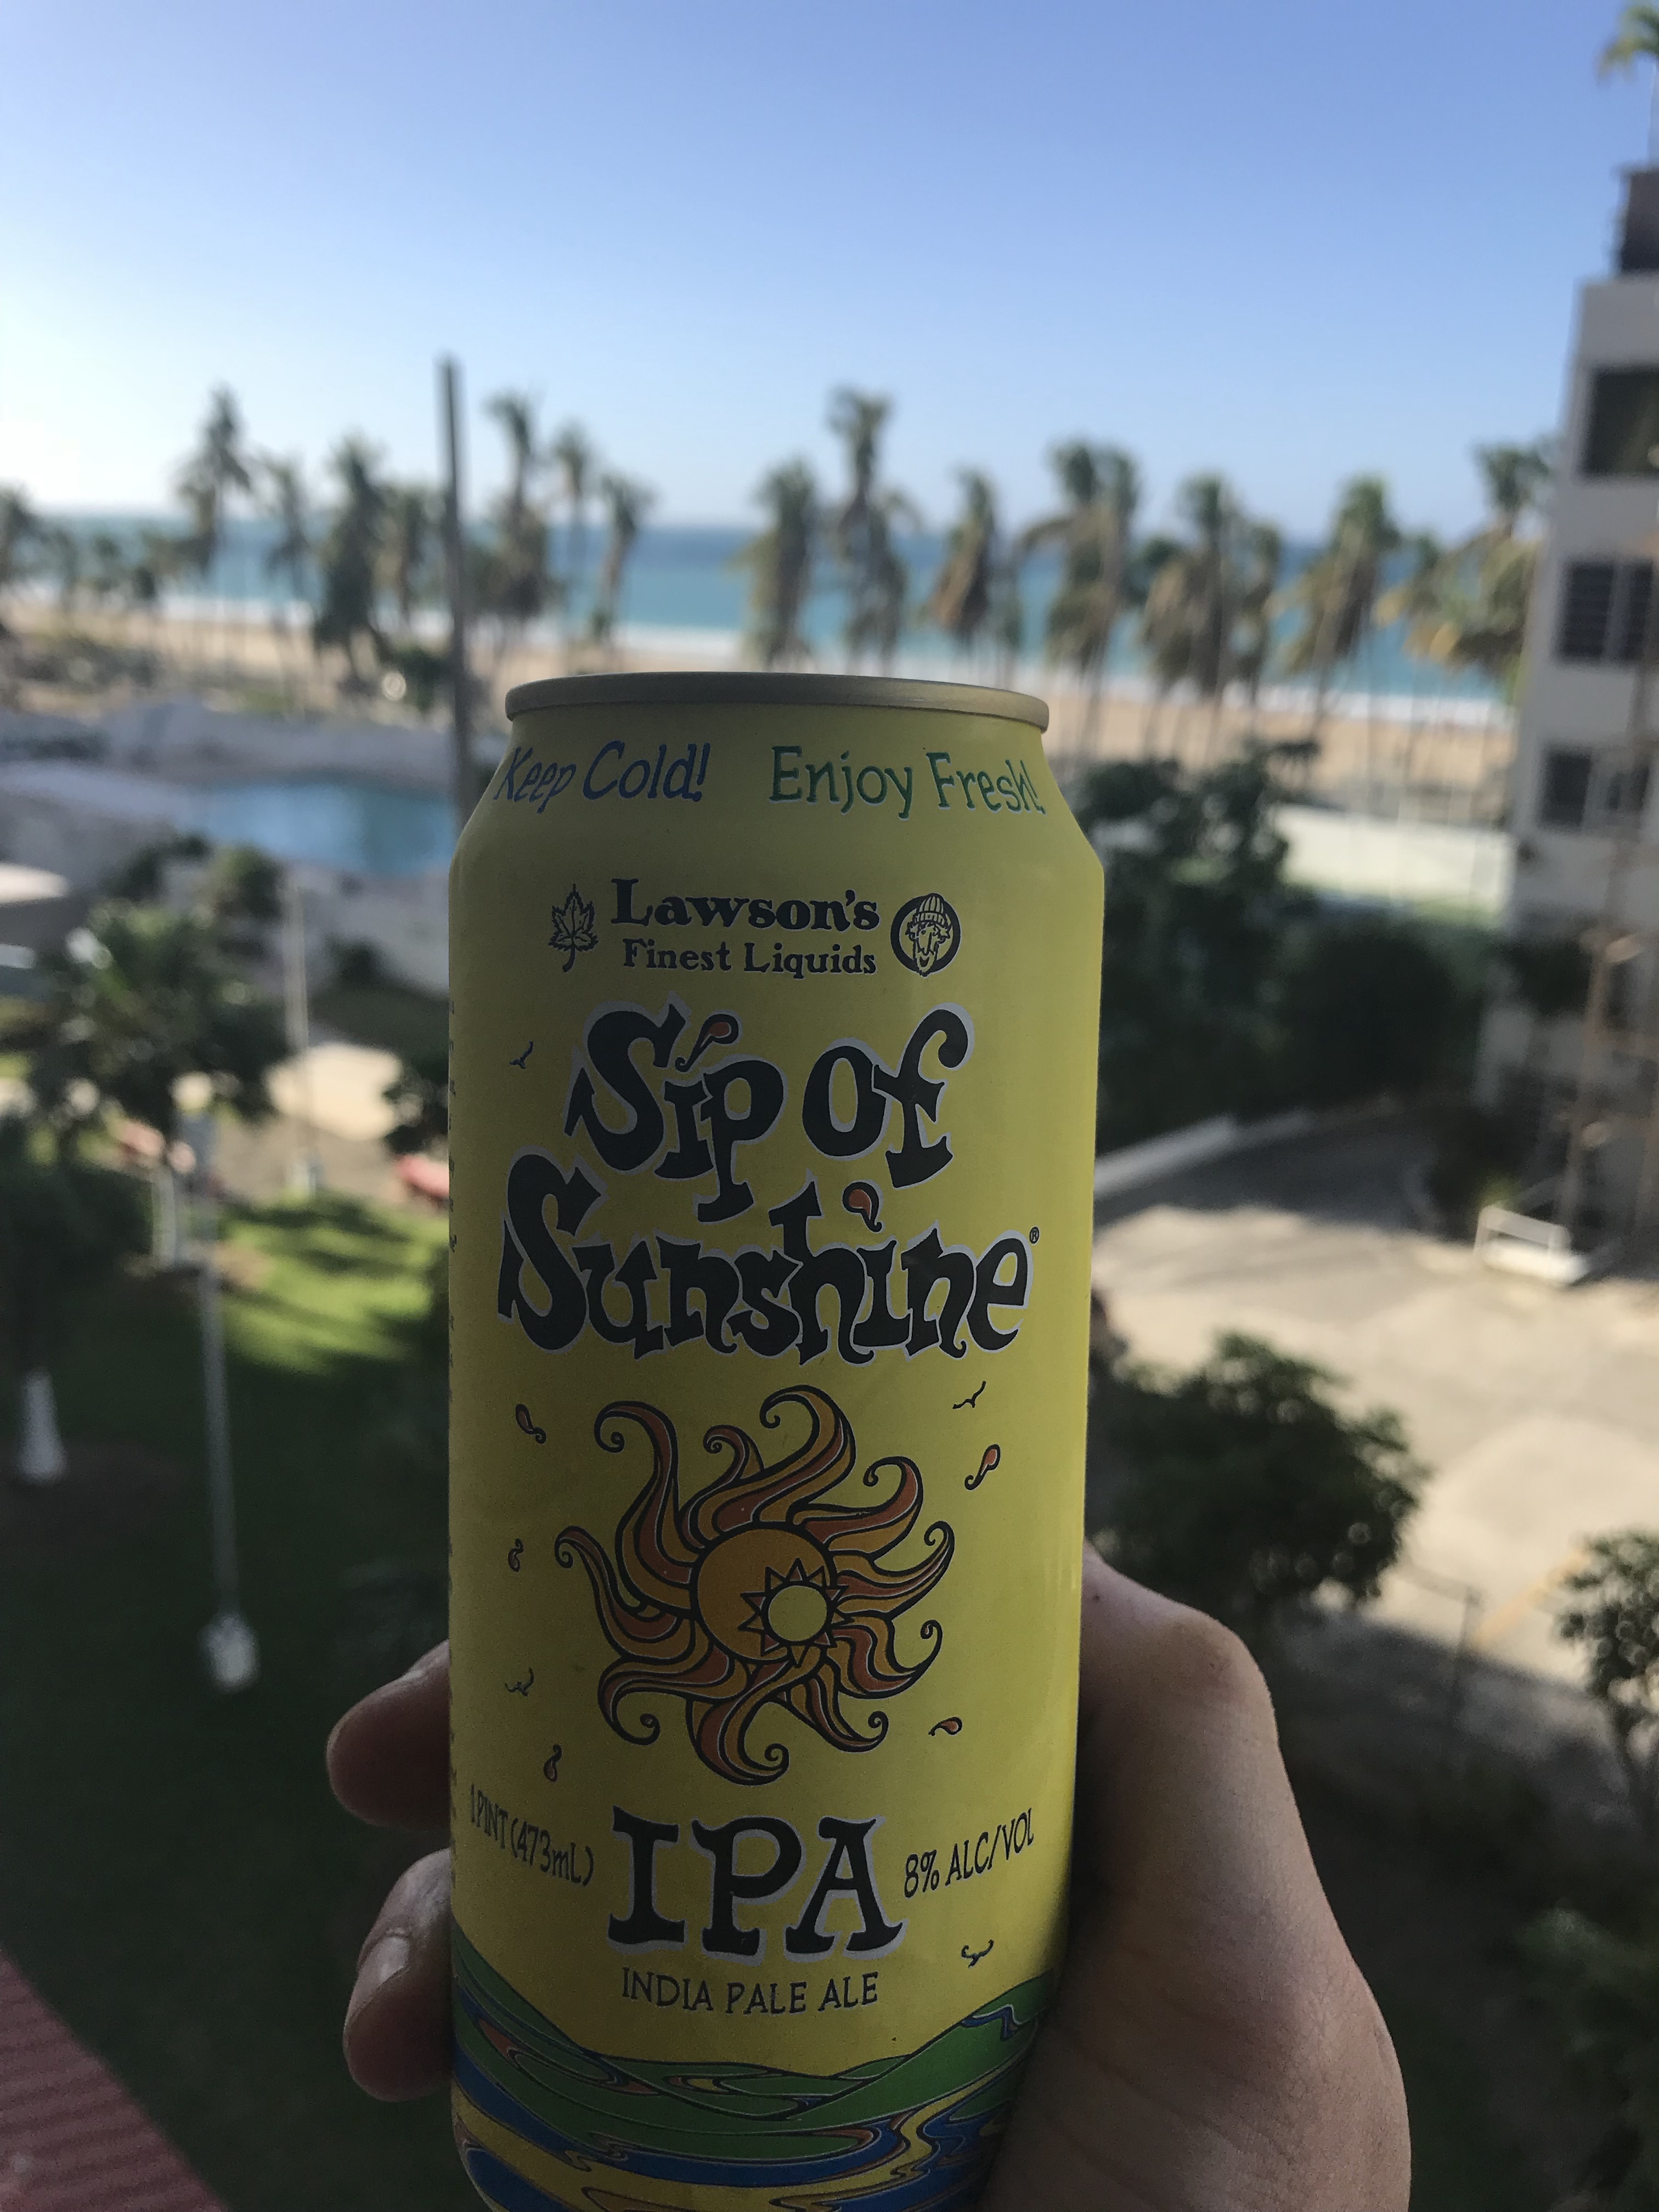 Keep Cold! Enjoy Fresh!
Lawson's
Finest Liquids
Sip of
Sunshine®
1 PINT (473mL) IPA 8% ALC/VOL
INDIA PALE ALE